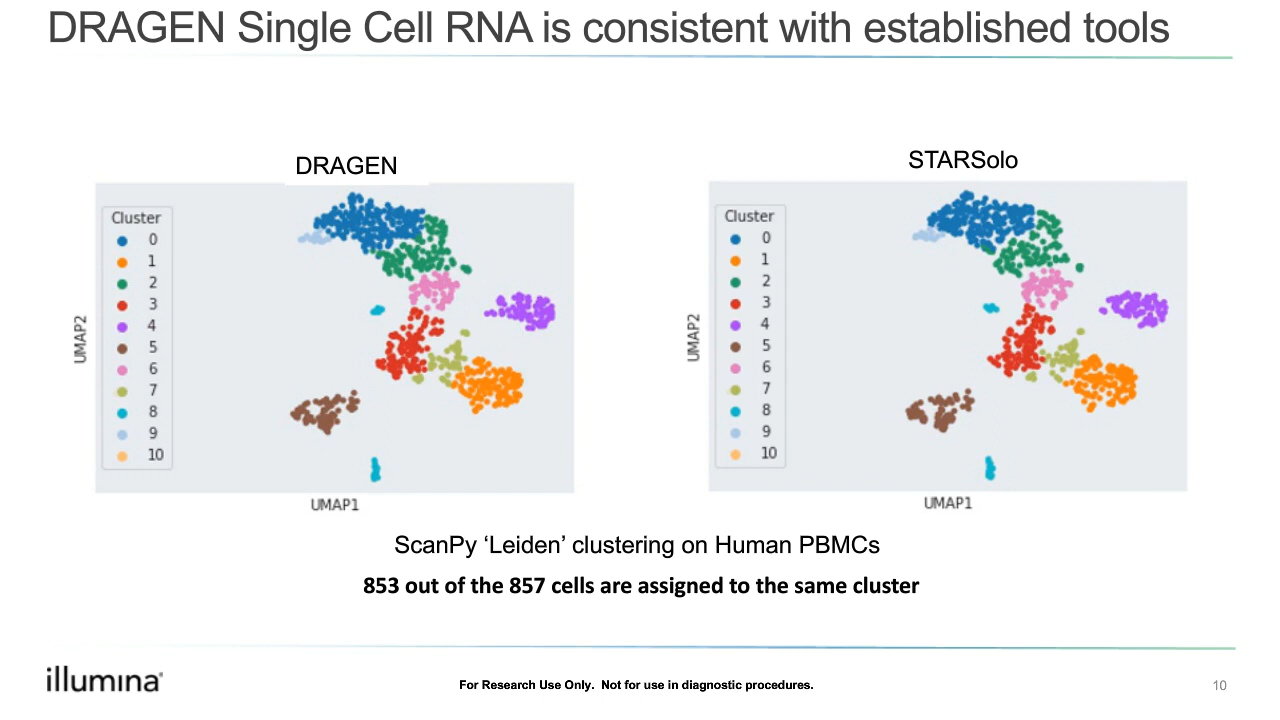 DRAGEN Single Cell RNA is consistent with established tools
DRAGEN
Cluster
0
1
2
3
4
5
6
7
8
9
10
UMAP2
UMAP1
STARSolo
Cluster
0
1
2
3
4
5
6
7
8
9
10
UMAP2
UMAP1
ScanPy ‘Leiden’ clustering on Human PBMCs
853 out of the 857 cells are assigned to the same cluster
illumina®
For Research Use Only. Not for use in diagnostic procedures.
10